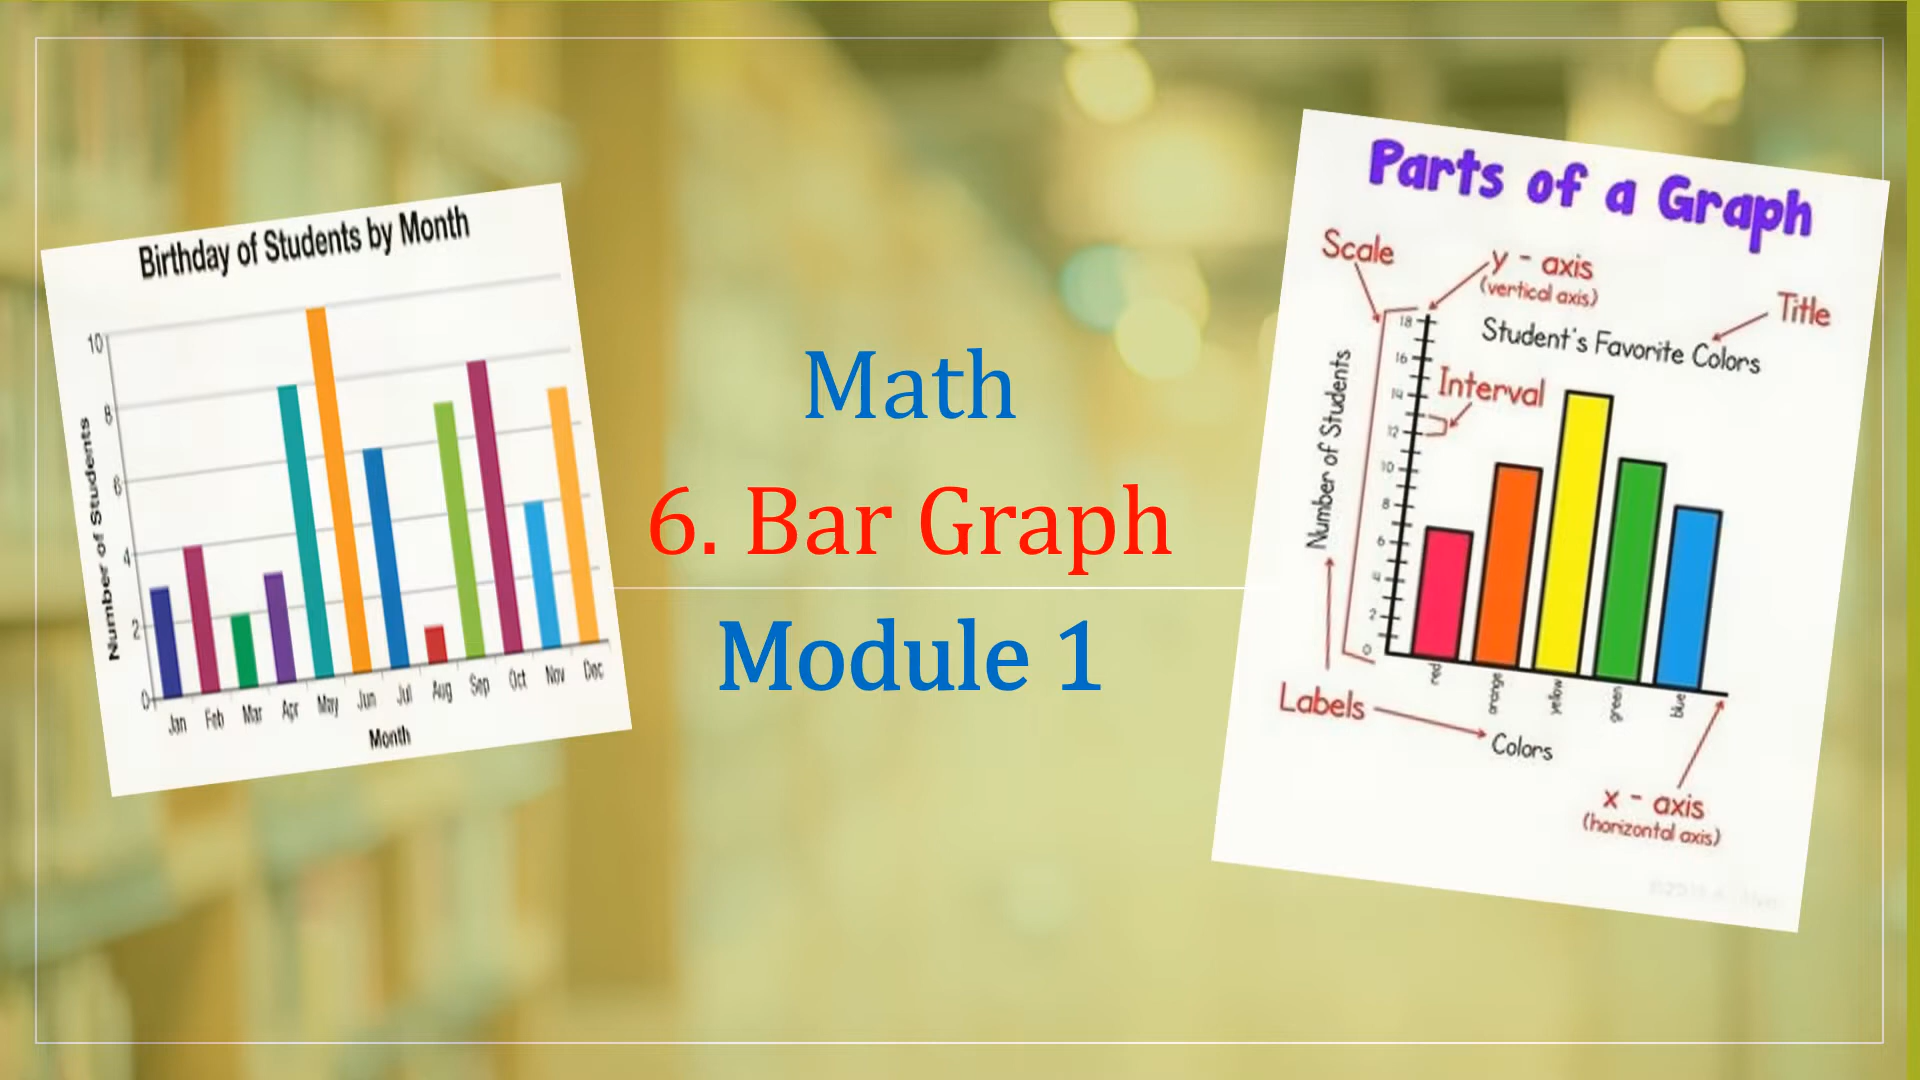 Birthday of Students by Month
Number of Students
10
8
6
4
2
0
Jan Feb Mar Apr May Jun Jul Aug Sep Oct Nov Dec
Month
Math
6. Bar Graph
Module 1
Parts of a Graph
Scale
y - axis
(vertical axis)
Title
Student's Favorite Colors
Interval
Number of Students
18
16
14
12
10
8
6
4
2
0
red orange yellow green blue
Labels
Colors
x - axis
(horizontal axis)